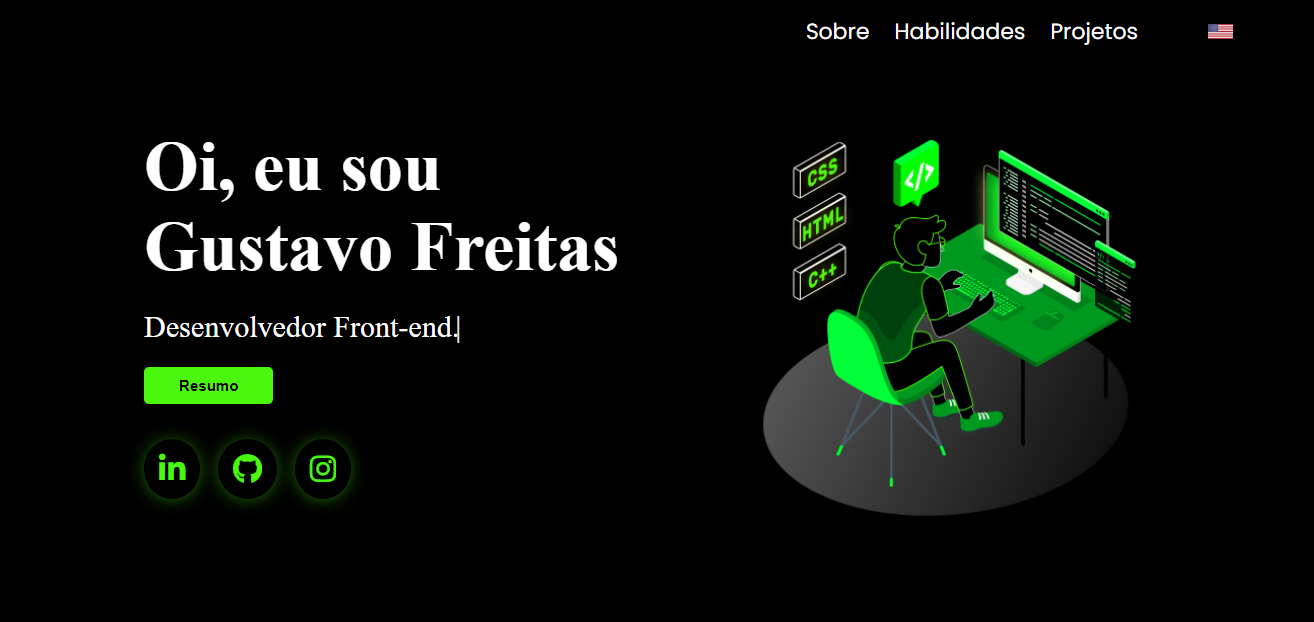 Sobre Habilidades Projetos
Oi, eu sou
Gustavo Freitas
Desenvolvedor Front-end.|
Resumo
in
CSS
</>
HTML
C++